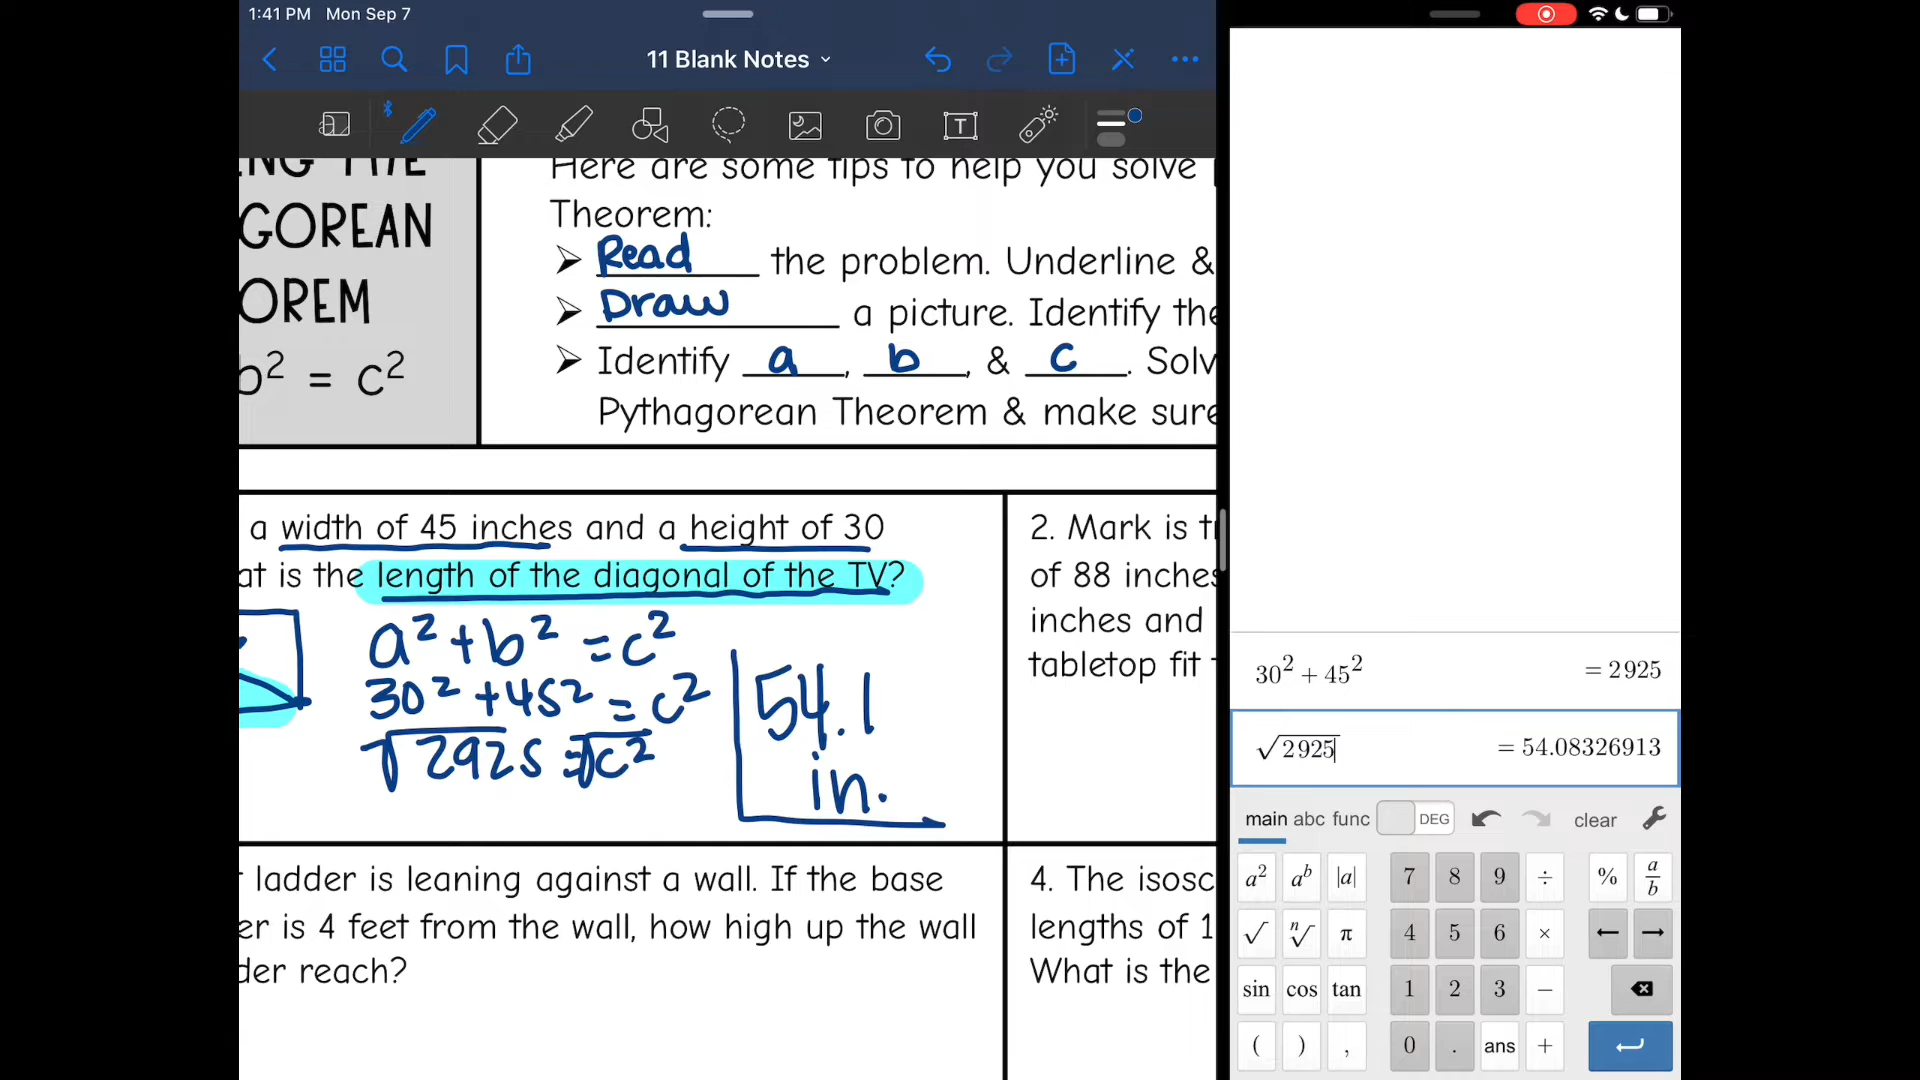 1:41 PM Mon Sep 7
11 Blank Notes
GOREAN
OREM
b² = c²
Here are some tips to help you solve
Theorem:
➤ Read the problem. Underline &
➤ Draw a picture. Identify the
➤ Identify a, b, & c. Solv
Pythagorean Theorem & make sure
a width of 45 inches and a height of 30
at is the length of the diagonal of the TV?
a² + b² = c²
30² + 45² = c²
√2925 = √c²
54.1
in.
2. Mark is t
of 88 inches
inches and
tabletop fit
ladder is leaning against a wall. If the base
er is 4 feet from the wall, how high up the wall
der reach?
4. The isosc
lengths of 1
What is the
30² + 45² = 2925
√2925 = 54.08326913
main abc func DEG clear
a² aᵇ |a| 7 8 9 ÷ % a/b
√ ⁿ√ π 4 5 6 × ← →
sin cos tan 1 2 3 −
( ) , 0 . ans +